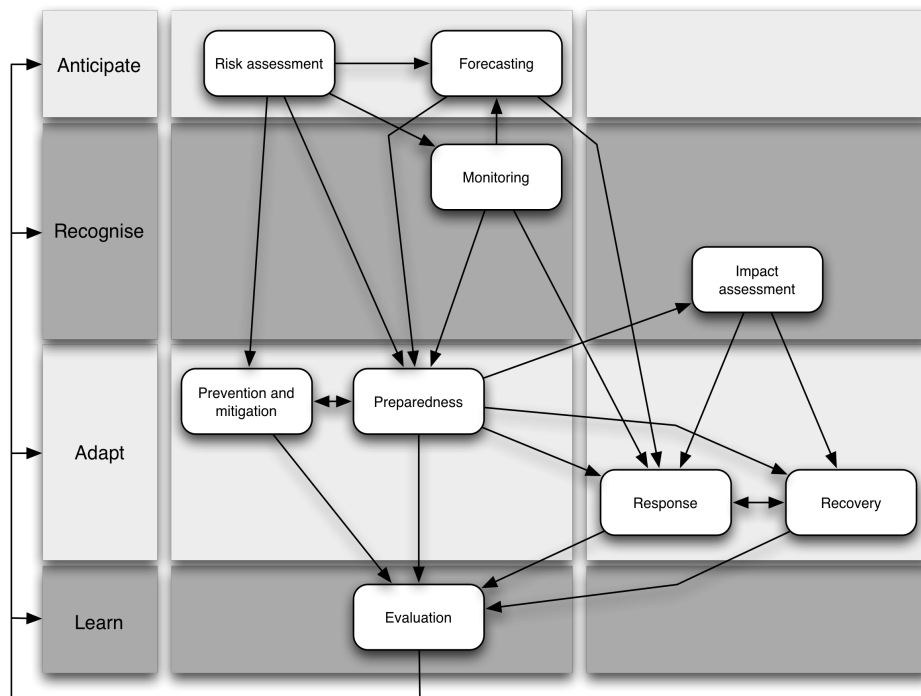 Anticipate
Risk assessment
Forecasting
Monitoring
Recognise
Impact
assessment
Prevention and
mitigation
Preparedness
Adapt
Response
Recovery
Learn
Evaluation